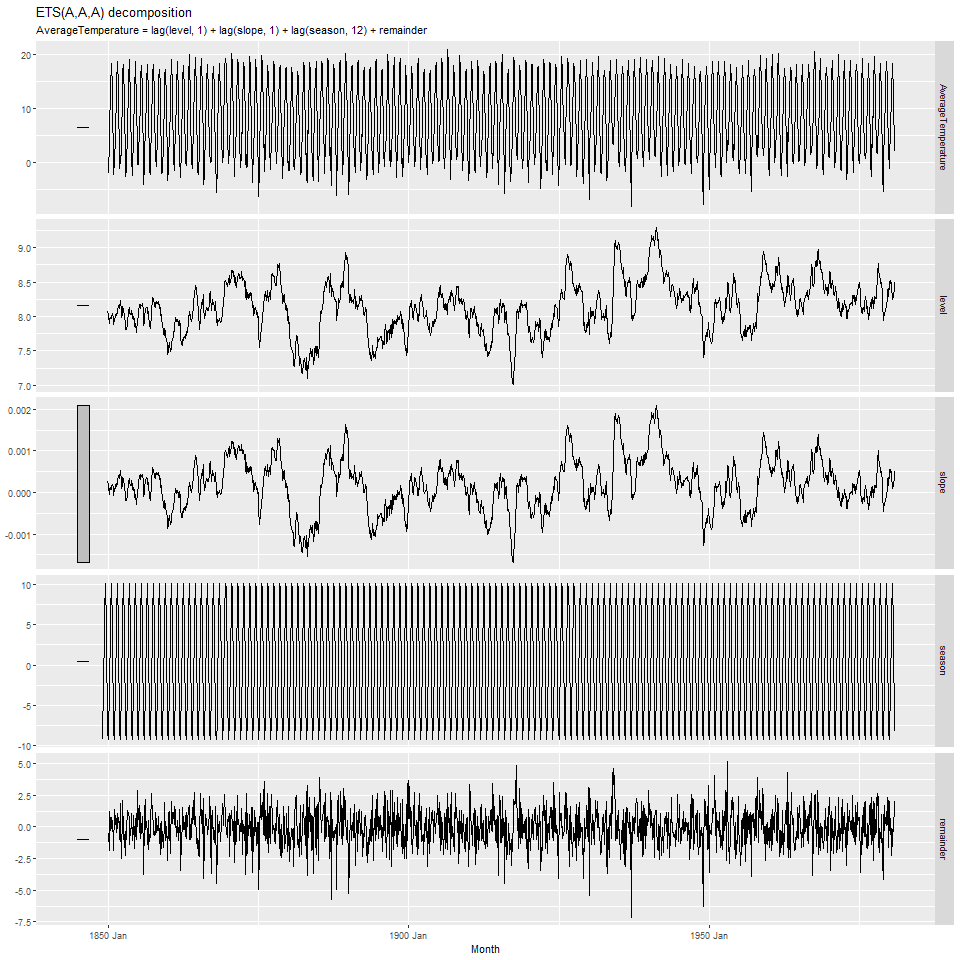 ETS(A,A,A) decomposition
AverageTemperature = lag(level, 1) + lag(slope, 1) + lag(season, 12) + remainder
20
10
0
AverageTemperature
9.0
8.5
8.0
7.5
7.0
level
0.002
0.001
0.000
-0.001
slope
10
5
0
-5
-10
season
5.0
2.5
0.0
-2.5
-5.0
-7.5
remainder
1850 Jan
1900 Jan
1950 Jan
Month